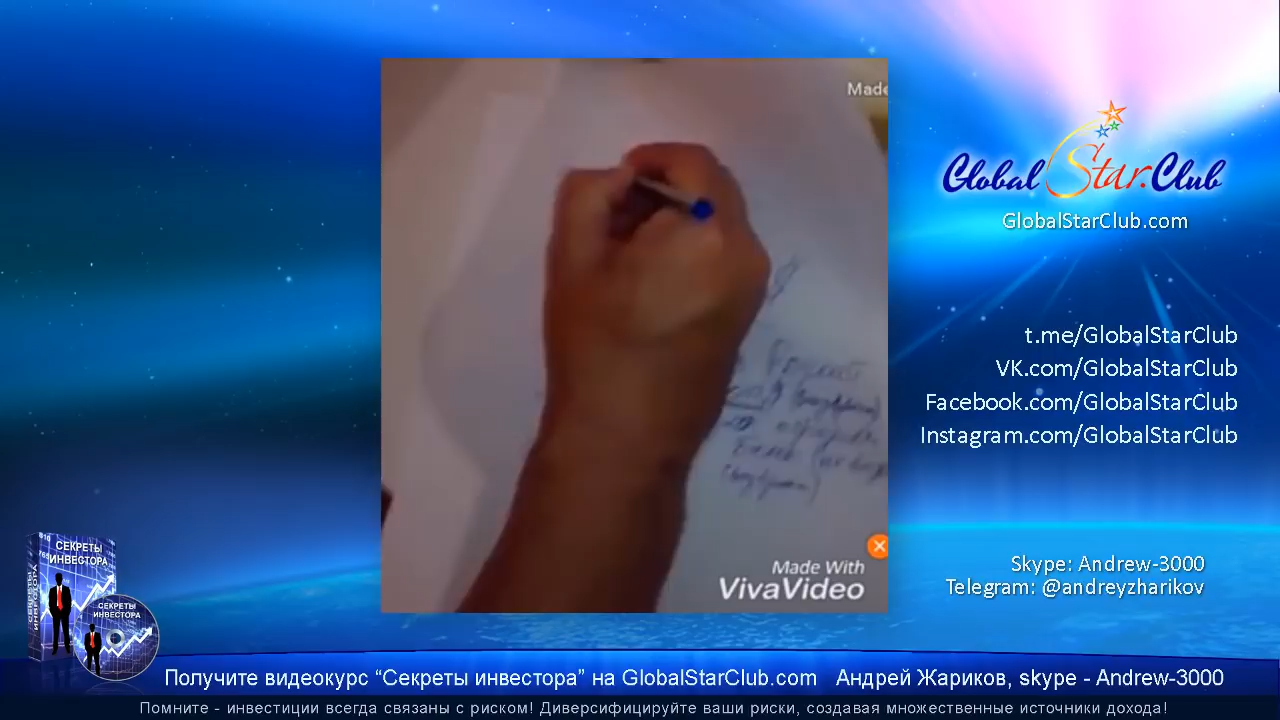 Made
Global Star.Club
GlobalStarClub.com
t.me/GlobalStarClub
VK.com/GlobalStarClub
Facebook.com/GlobalStarClub
Instagram.com/GlobalStarClub
Made With
VivaVideo
Skype: Andrew-3000
Telegram: @andreyzharikov
СЕКРЕТЫ
ИНВЕСТОРА
СЕКРЕТЫ
ИНВЕСТОРА
Получите видеокурс “Секреты инвестора” на GlobalStarClub.com Андрей Жариков, skype - Andrew-3000
Помните - инвестиции всегда связаны с риском! Диверсифицируйте ваши риски, создавая множественные источники дохода!